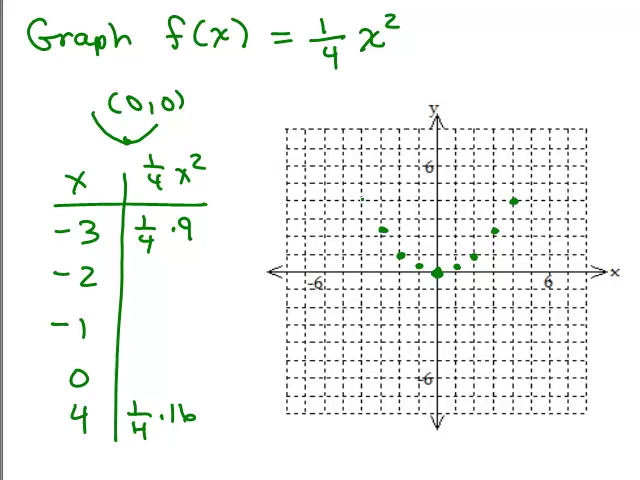 Graph f(x) = 1/4 x²
(0,0)
x 1/4 x²
-3 1/4 · 9
-2
-1
0
4 1/4 · 16
y
6
-6 6 x
-6